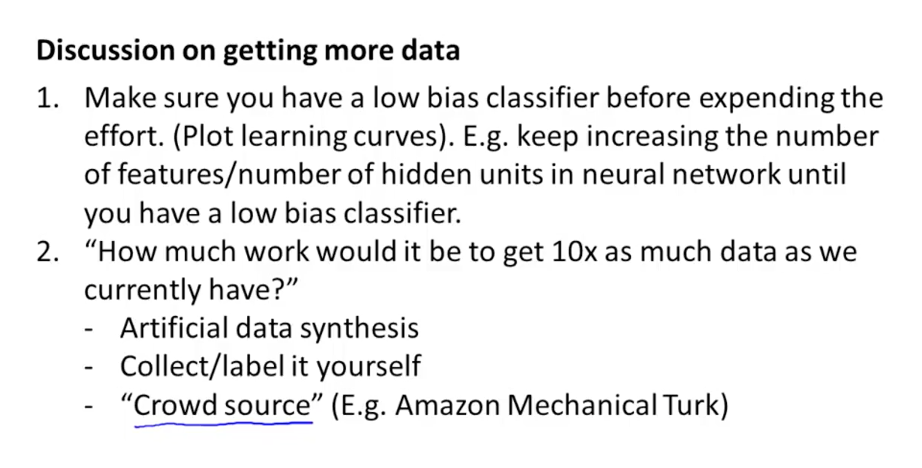 Discussion on getting more data
1. Make sure you have a low bias classifier before expending the
effort. (Plot learning curves). E.g. keep increasing the number
of features/number of hidden units in neural network until
you have a low bias classifier.
2. “How much work would it be to get 10x as much data as we
currently have?”
- Artificial data synthesis
- Collect/label it yourself
- “Crowd source” (E.g. Amazon Mechanical Turk)